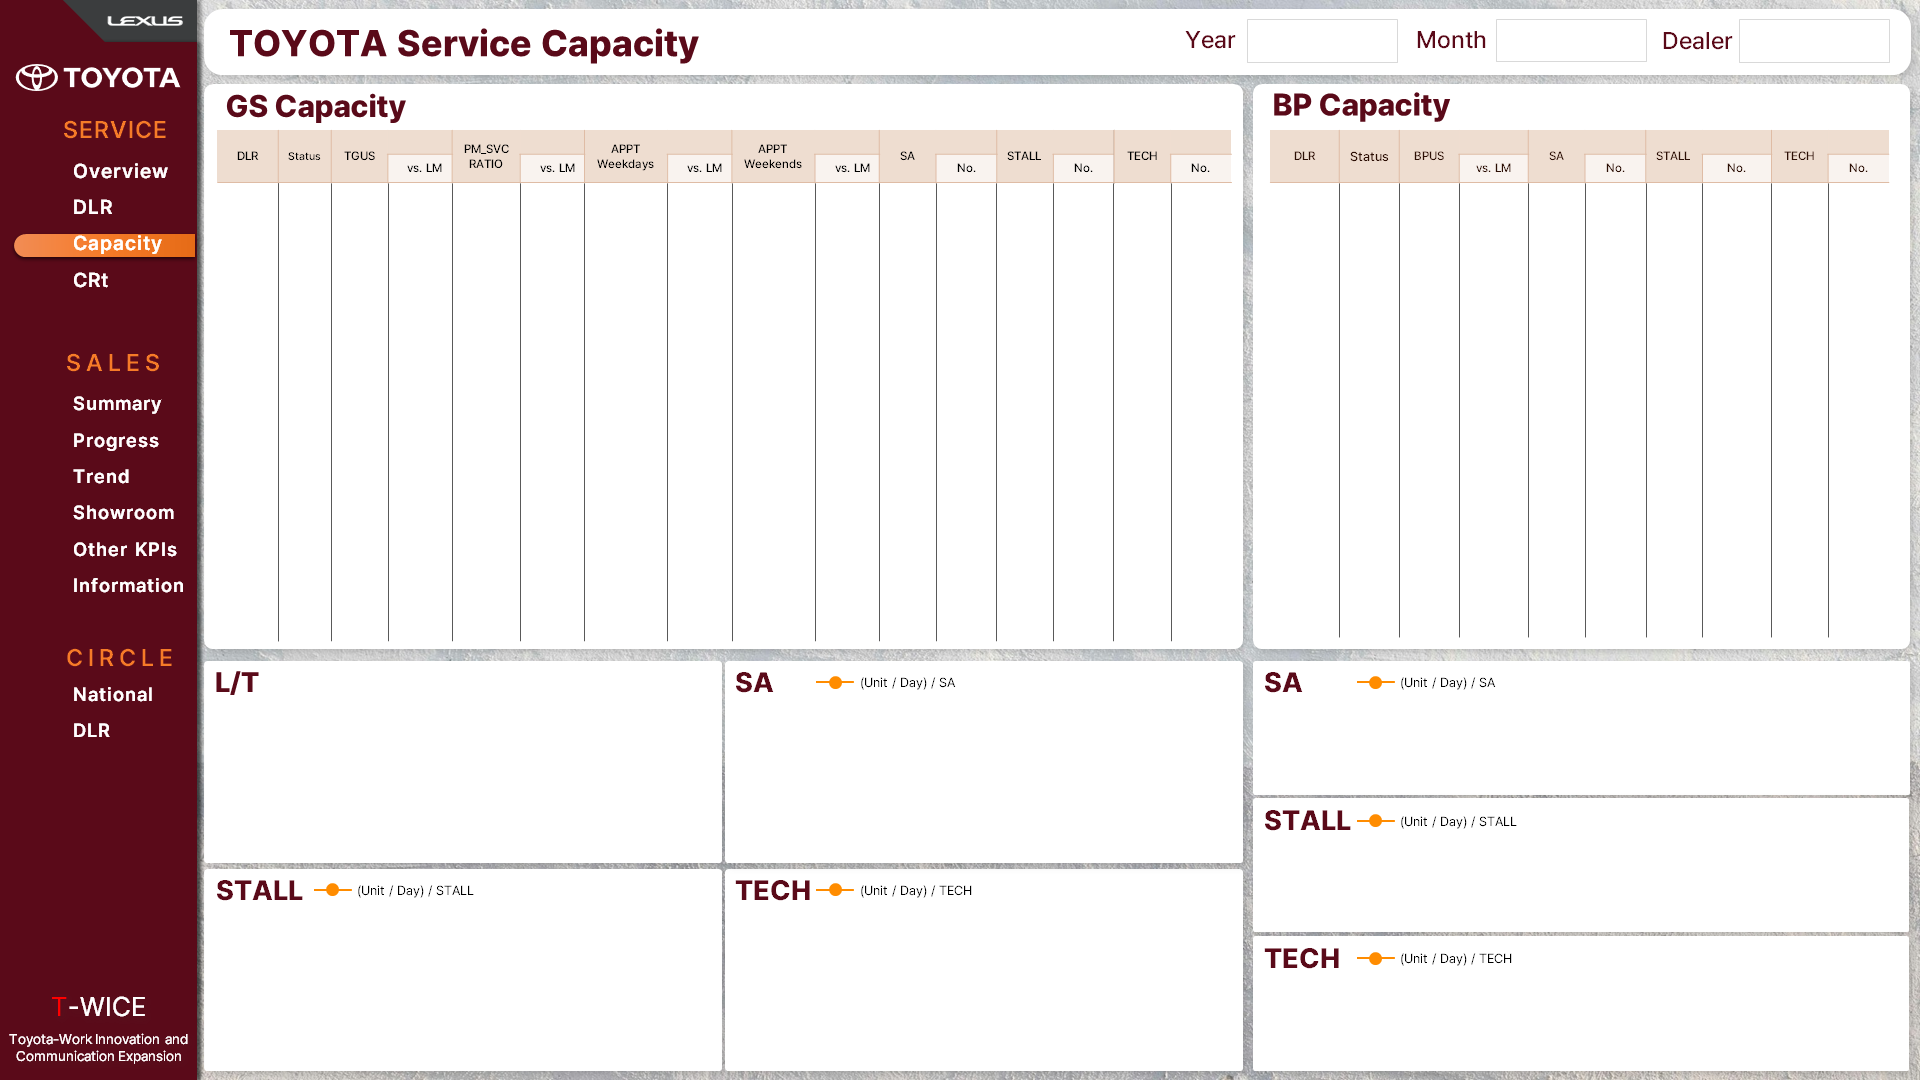 LEXUS
TOYOTA
SERVICE
Overview
DLR
Capacity
CRt
SALES
Summary
Progress
Trend
Showroom
Other KPIs
Information
CIRCLE
National
DLR
T-WICE
Toyota-Work Innovation and
Communication Expansion
TOYOTA Service Capacity
Year
Month
Dealer
GS Capacity
DLR
Status
TGUS
vs. LM
PM_SVC
RATIO
vs. LM
APPT
Weekdays
vs. LM
APPT
Weekends
vs. LM
SA
No.
STALL
No.
TECH
No.
BP Capacity
DLR
Status
BPUS
vs. LM
SA
No.
STALL
No.
TECH
No.
L/T
SA
(Unit / Day) / SA
STALL
(Unit / Day) / STALL
TECH
(Unit / Day) / TECH
SA
(Unit / Day) / SA
STALL
(Unit / Day) / STALL
TECH
(Unit / Day) / TECH